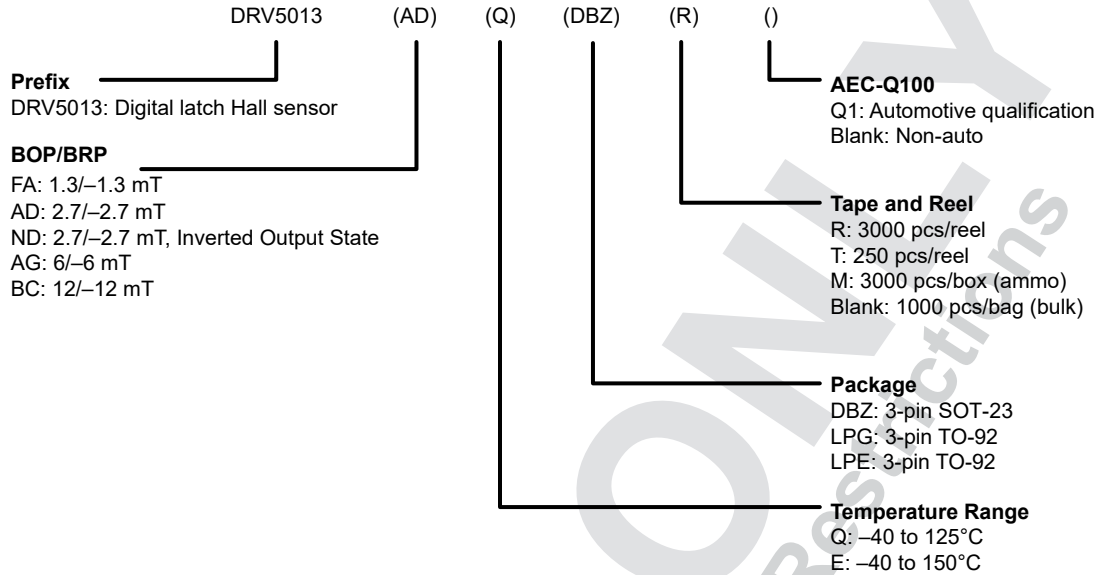 DRV5013 (AD) (Q) (DBZ) (R) ()
Prefix
DRV5013: Digital latch Hall sensor
BOP/BRP
FA: 1.3/–1.3 mT
AD: 2.7/–2.7 mT
ND: 2.7/–2.7 mT, Inverted Output State
AG: 6/–6 mT
BC: 12/–12 mT
AEC-Q100
Q1: Automotive qualification
Blank: Non-auto
Tape and Reel
R: 3000 pcs/reel
T: 250 pcs/reel
M: 3000 pcs/box (ammo)
Blank: 1000 pcs/bag (bulk)
Package
DBZ: 3-pin SOT-23
LPG: 3-pin TO-92
LPE: 3-pin TO-92
Temperature Range
Q: –40 to 125°C
E: –40 to 150°C
ONLY
Restrictions